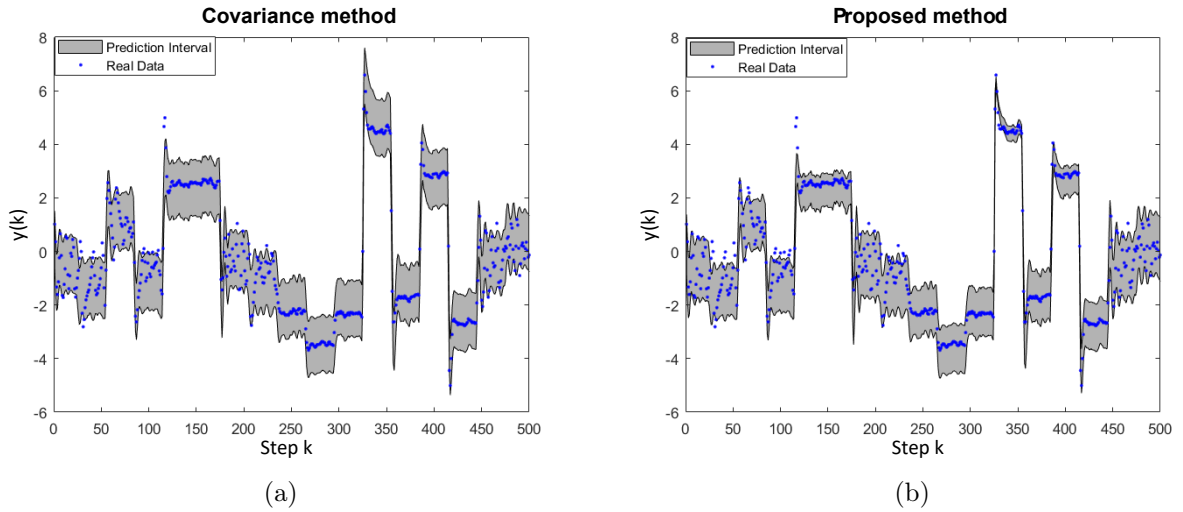 Covariance method
8
6
4
2
0
-2
-4
-6
y(k)
Prediction Interval
Real Data
0 50 100 150 200 250 300 350 400 450 500
Step k
(a)
Proposed method
8
6
4
2
0
-2
-4
-6
y(k)
Prediction Interval
Real Data
0 50 100 150 200 250 300 350 400 450 500
Step k
(b)